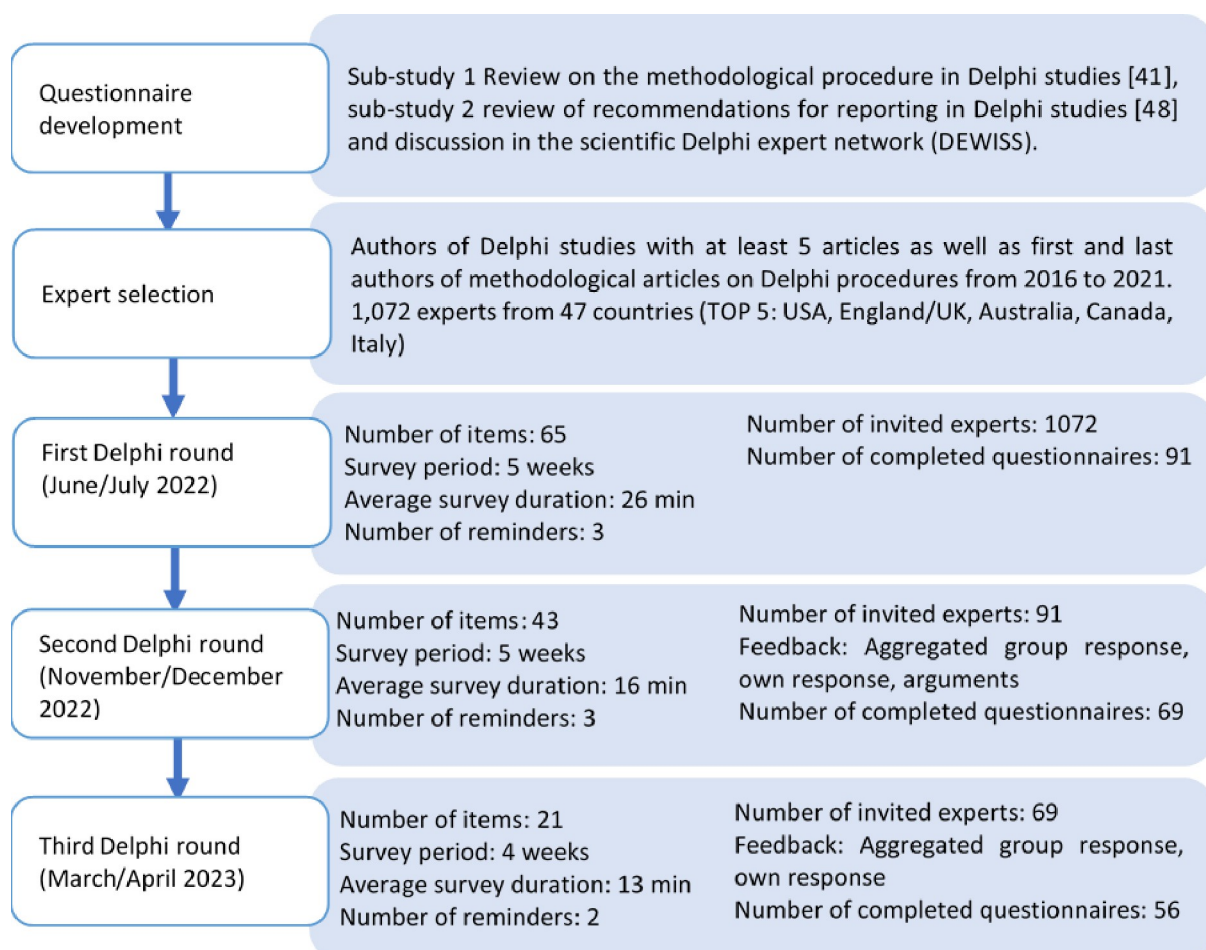 Questionnaire
development
Sub-study 1 Review on the methodological procedure in Delphi studies [41],
sub-study 2 review of recommendations for reporting in Delphi studies [48]
and discussion in the scientific Delphi expert network (DEWISS).
Expert selection
Authors of Delphi studies with at least 5 articles as well as first and last
authors of methodological articles on Delphi procedures from 2016 to 2021.
1,072 experts from 47 countries (TOP 5: USA, England/UK, Australia, Canada,
Italy)
First Delphi round
(June/July 2022)
Number of items: 65
Survey period: 5 weeks
Average survey duration: 26 min
Number of reminders: 3
Number of invited experts: 1072
Number of completed questionnaires: 91
Second Delphi round
(November/December
2022)
Number of items: 43
Survey period: 5 weeks
Average survey duration: 16 min
Number of reminders: 3
Number of invited experts: 91
Feedback: Aggregated group response,
own response, arguments
Number of completed questionnaires: 69
Third Delphi round
(March/April 2023)
Number of items: 21
Survey period: 4 weeks
Average survey duration: 13 min
Number of reminders: 2
Number of invited experts: 69
Feedback: Aggregated group response,
own response
Number of completed questionnaires: 56